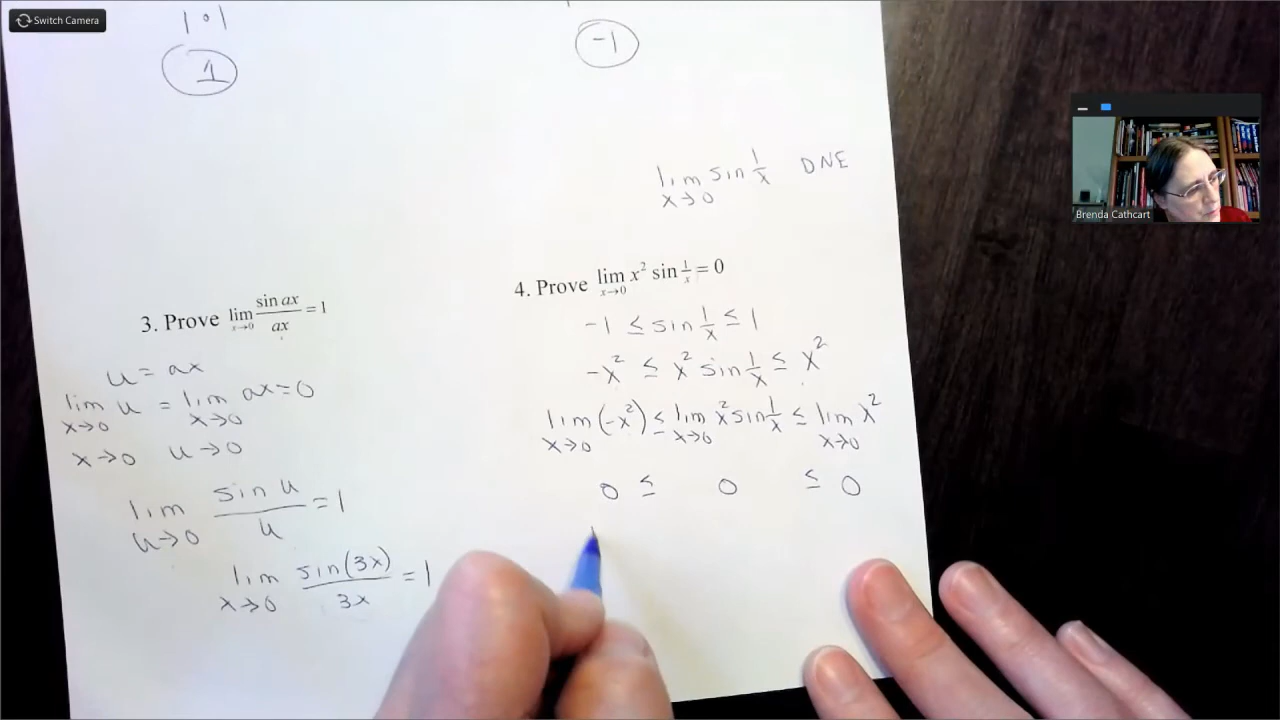 Switch Camera
1 · 1
1
-1
lim x→0 sin 1/x DNE
Brenda Cathcart
3. Prove lim x→0 sin ax / ax = 1
u = ax
lim x→0 u = lim x→0 ax = 0
x→0 u→0
lim u→0 sin u / u = 1
lim x→0 sin(3x) / 3x = 1
4. Prove lim x→0 x² sin 1/x = 0
-1 ≤ sin 1/x ≤ 1
-x² ≤ x² sin 1/x ≤ x²
lim x→0 (-x²) ≤ lim x→0 x² sin 1/x ≤ lim x→0 x²
0 ≤ 0 ≤ 0